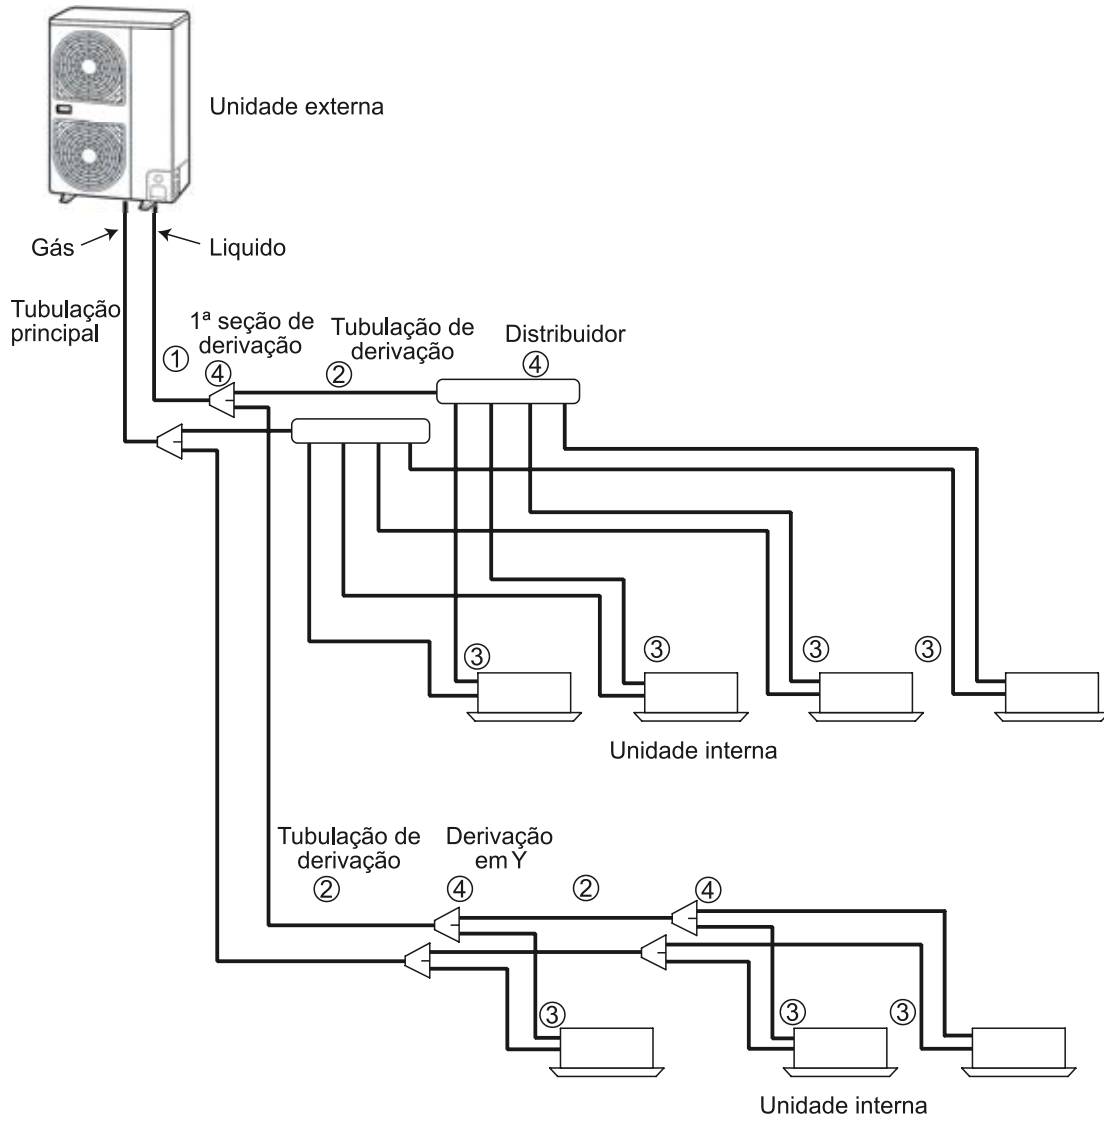 Unidade externa
Gás
Liquido
Tubulação
principal
1ª seção de
derivação
Tubulação de
derivação
Distribuidor
① ④ ② ④
③ ③ ③ ③
Unidade interna
Tubulação de
derivação
Derivação
em Y
② ④ ② ④
③ ③ ③
Unidade interna